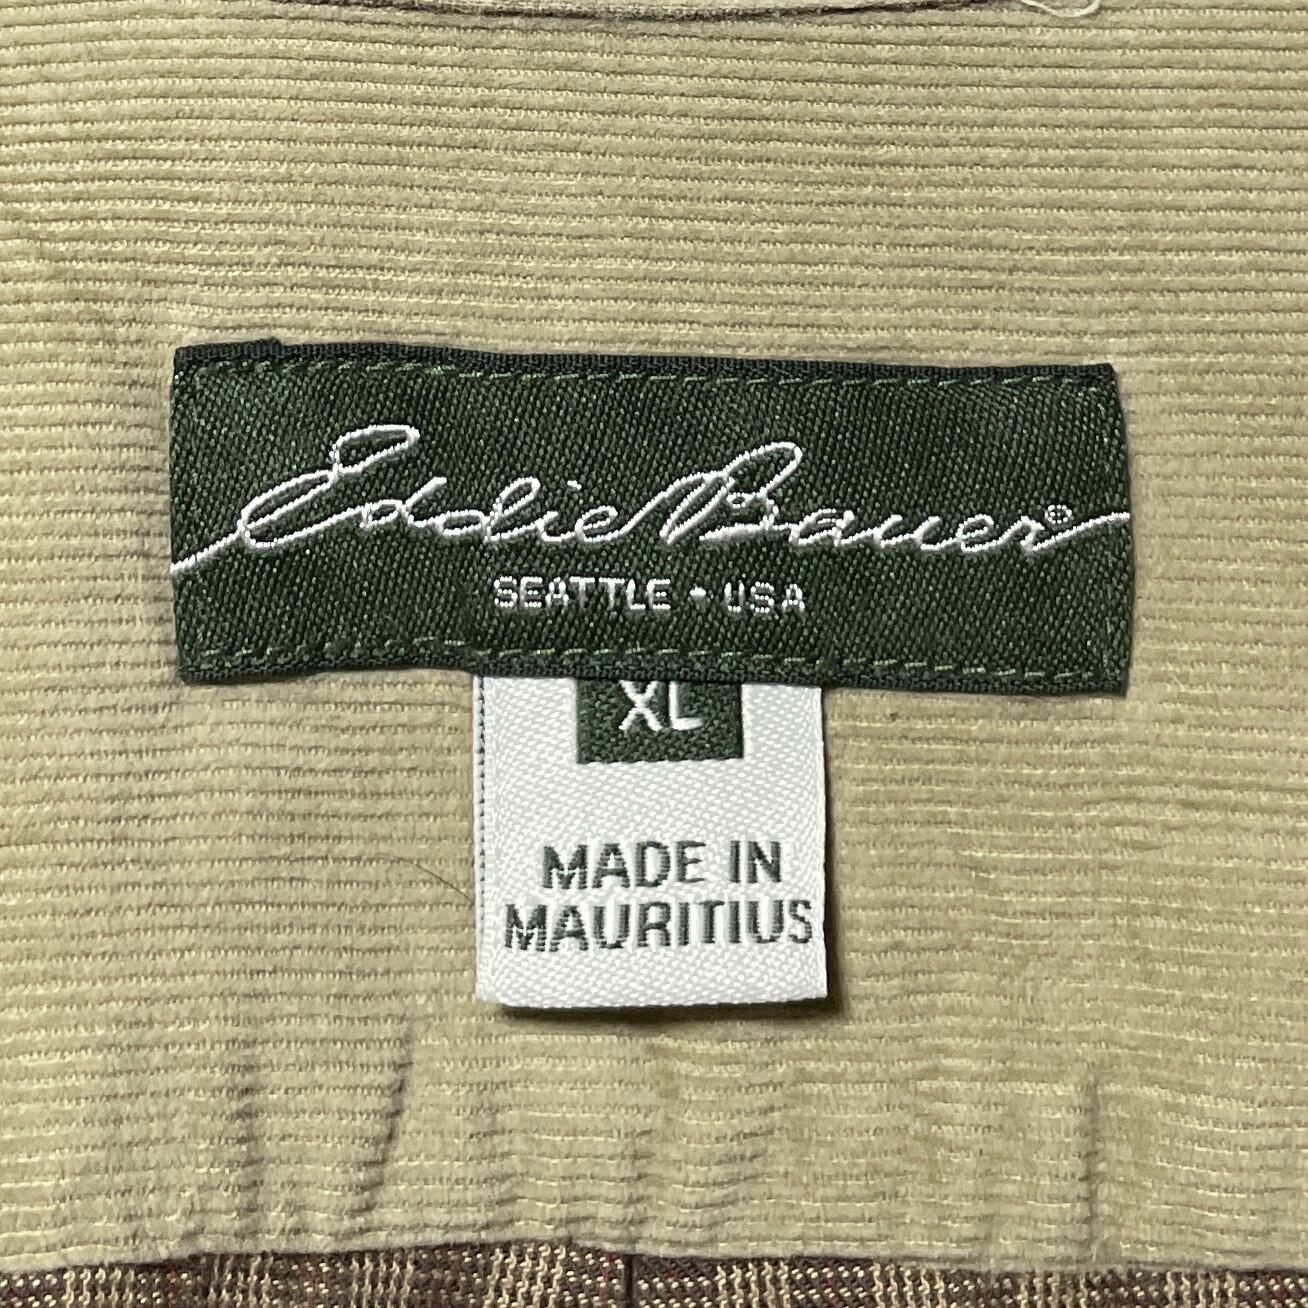 Eddie Bauer®
SEATTLE • USA
XL
MADE IN
MAURITIUS